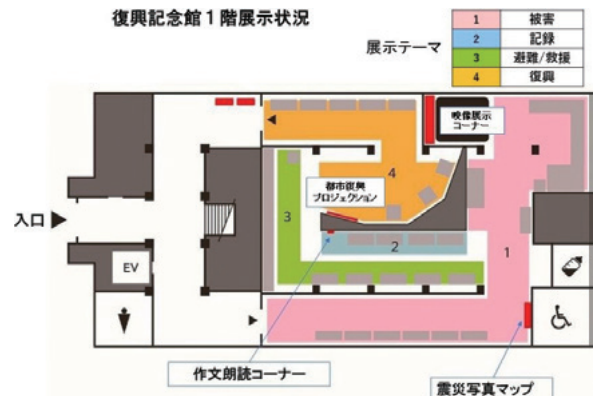 復興記念館1階展示状況
展示テーマ
1 被害
2 記録
3 避難/救援
4 復興
映像展示
コーナー
都市復興
プロジェクション
4
3
2
1
入口
EV
作文朗読コーナー
震災写真マップ